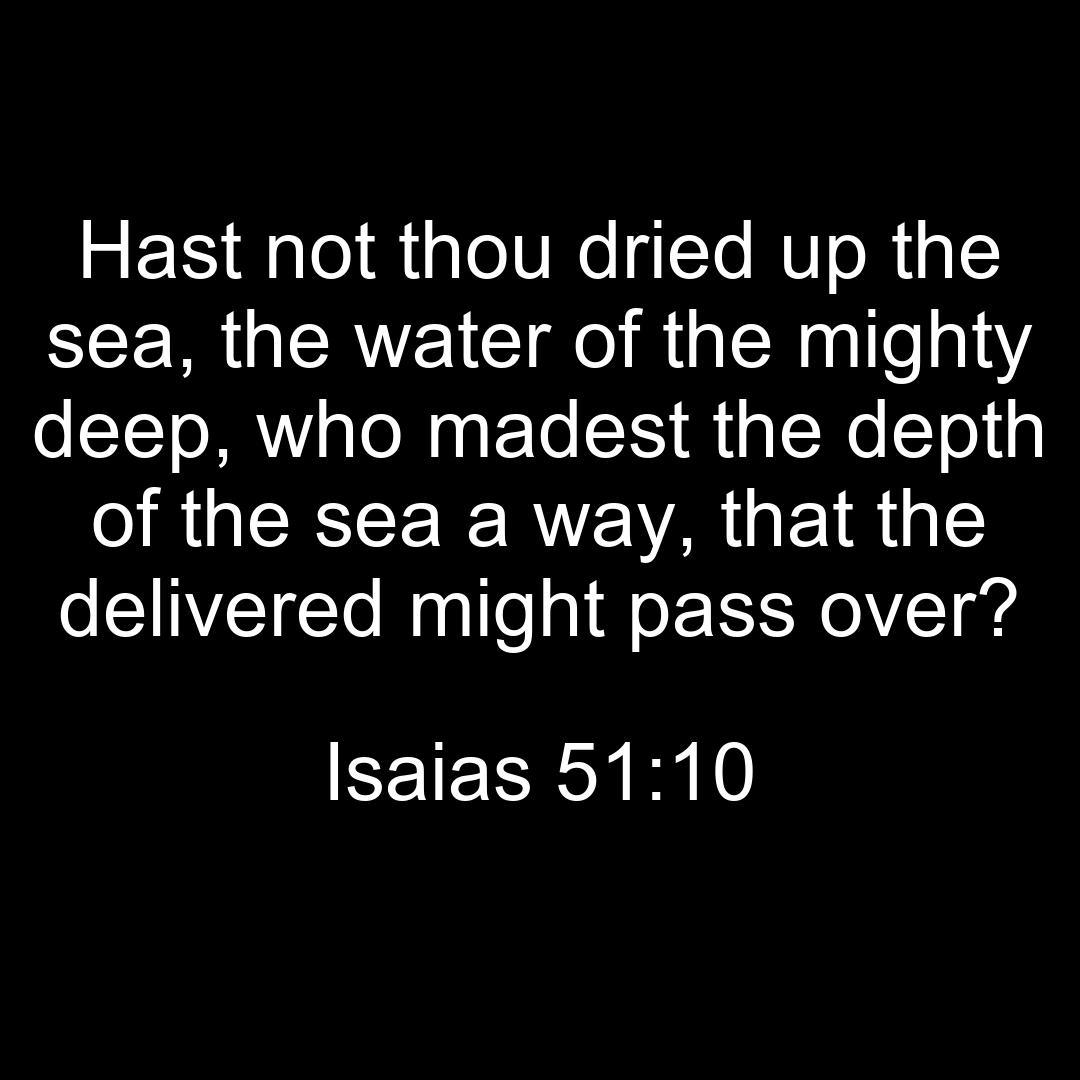 Hast not thou dried up the
sea, the water of the mighty
deep, who madest the depth
of the sea a way, that the
delivered might pass over?
Isaias 51:10